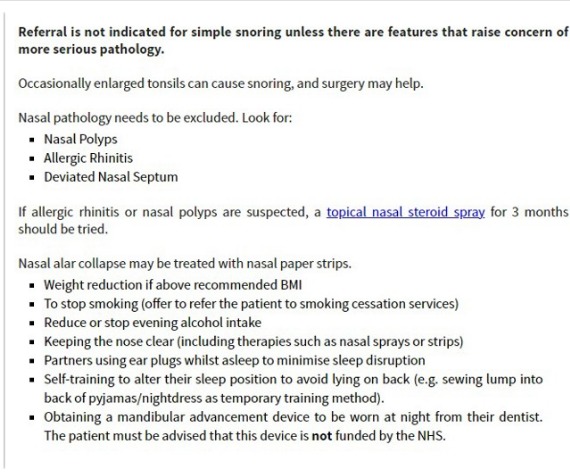 Referral is not indicated for simple snoring unless there are features that raise concern of
more serious pathology.
Occasionally enlarged tonsils can cause snoring, and surgery may help.
Nasal pathology needs to be excluded. Look for:
▪ Nasal Polyps
▪ Allergic Rhinitis
▪ Deviated Nasal Septum
If allergic rhinitis or nasal polyps are suspected, a topical nasal steroid spray for 3 months
should be tried.
Nasal alar collapse may be treated with nasal paper strips.
▪ Weight reduction if above recommended BMI
▪ To stop smoking (offer to refer the patient to smoking cessation services)
▪ Reduce or stop evening alcohol intake
▪ Keeping the nose clear (including therapies such as nasal sprays or strips)
▪ Partners using ear plugs whilst asleep to minimise sleep disruption
▪ Self-training to alter their sleep position to avoid lying on back (e.g. sewing lump into
back of pyjamas/nightdress as temporary training method).
▪ Obtaining a mandibular advancement device to be worn at night from their dentist.
The patient must be advised that this device is not funded by the NHS.